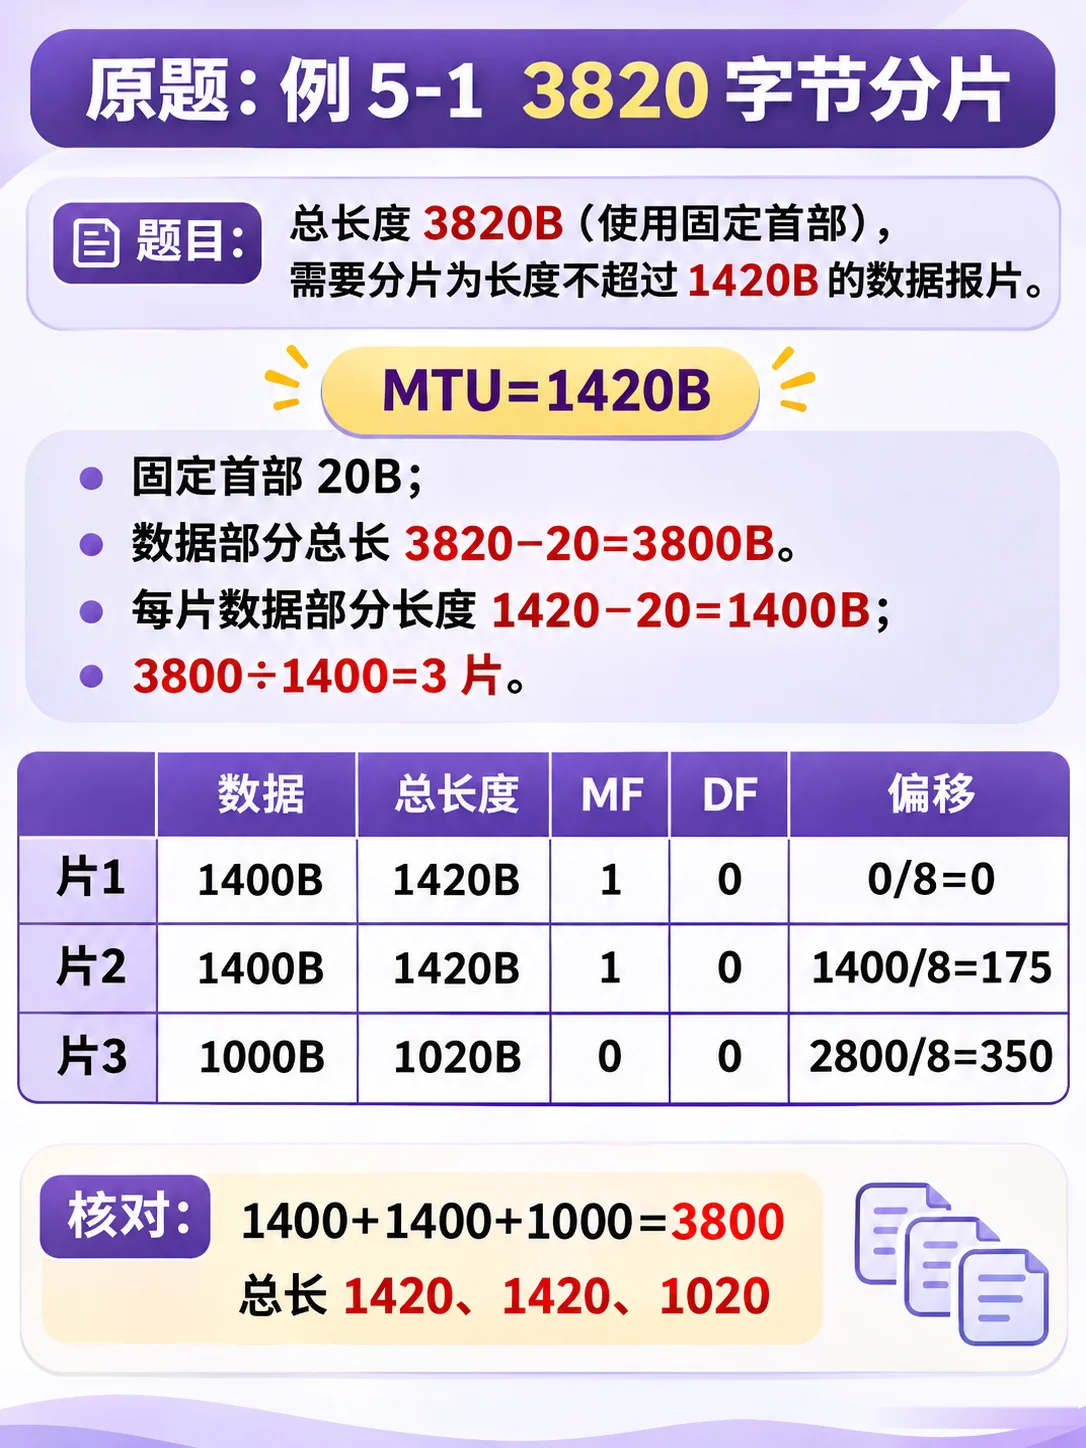 原题：例 5-1 3820 字节分片
题目：
总长度 3820B（使用固定首部），
需要分片为长度不超过 1420B 的数据报片。
MTU=1420B
固定首部 20B；
数据部分总长 3820−20=3800B。
每片数据部分长度 1420−20=1400B；
3800÷1400=3 片。
数据 总长度 MF DF 偏移
片1 1400B 1420B 1 0 0/8=0
片2 1400B 1420B 1 0 1400/8=175
片3 1000B 1020B 0 0 2800/8=350
核对：
1400+1400+1000=3800
总长 1420、1420、1020